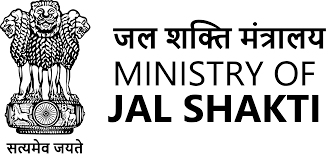 जल शक्ति मंत्रालय
MINISTRY OF
JAL SHAKTI
सत्यमेव जयते